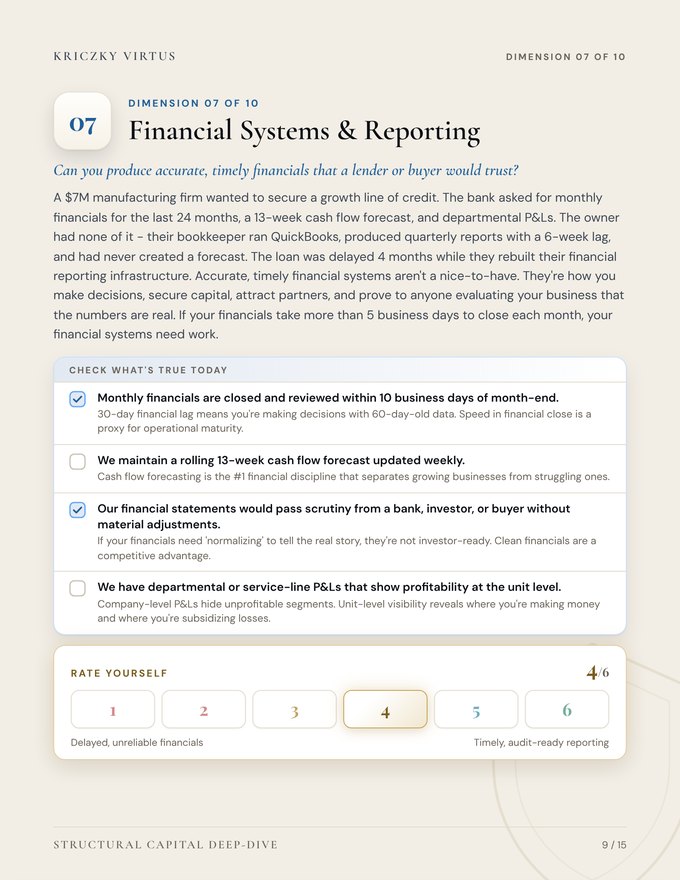 KRICZKY VIRTUS
DIMENSION 07 OF 10
07
DIMENSION 07 OF 10
Financial Systems & Reporting
Can you produce accurate, timely financials that a lender or buyer would trust?
A $7M manufacturing firm wanted to secure a growth line of credit. The bank asked for monthly
financials for the last 24 months, a 13-week cash flow forecast, and departmental P&Ls. The owner
had none of it – their bookkeeper ran QuickBooks, produced quarterly reports with a 6-week lag,
and had never created a forecast. The loan was delayed 4 months while they rebuilt their financial
reporting infrastructure. Accurate, timely financial systems aren't a nice-to-have. They're how you
make decisions, secure capital, attract partners, and prove to anyone evaluating your business that
the numbers are real. If your financials take more than 5 business days to close each month, your
financial systems need work.
CHECK WHAT'S TRUE TODAY
Monthly financials are closed and reviewed within 10 business days of month-end.
30-day financial lag means you're making decisions with 60-day-old data. Speed in financial close is a
proxy for operational maturity.
We maintain a rolling 13-week cash flow forecast updated weekly.
Cash flow forecasting is the #1 financial discipline that separates growing businesses from struggling ones.
Our financial statements would pass scrutiny from a bank, investor, or buyer without
material adjustments.
If your financials need 'normalizing' to tell the real story, they're not investor-ready. Clean financials are a
competitive advantage.
We have departmental or service-line P&Ls that show profitability at the unit level.
Company-level P&Ls hide unprofitable segments. Unit-level visibility reveals where you're making money
and where you're subsidizing losses.
RATE YOURSELF
4/6
1 2 3 4 5 6
Delayed, unreliable financials
Timely, audit-ready reporting
STRUCTURAL CAPITAL DEEP-DIVE
9 / 15